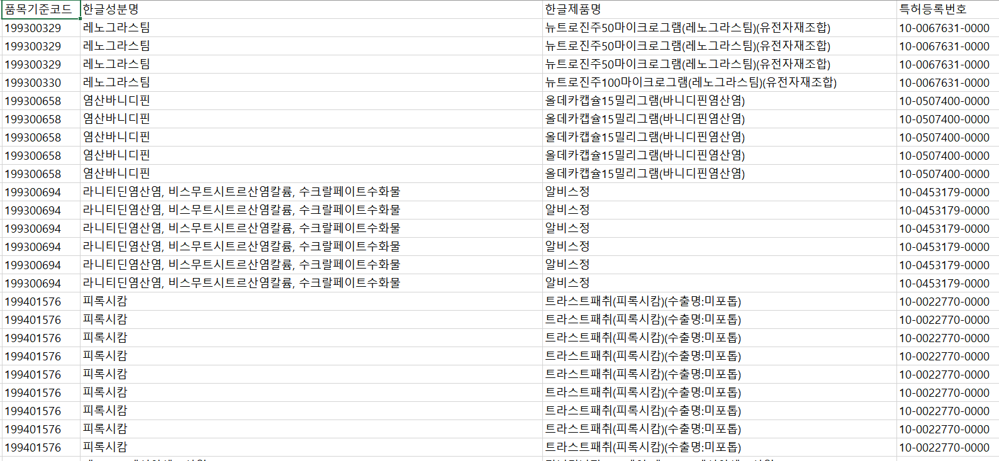 품목기준코드 한글성분명 한글제품명 특허등록번호
199300329 레노그라스팀 뉴트로진주50마이크로그램(레노그라스팀)(유전자재조합) 10-0067631-0000
199300329 레노그라스팀 뉴트로진주50마이크로그램(레노그라스팀)(유전자재조합) 10-0067631-0000
199300329 레노그라스팀 뉴트로진주50마이크로그램(레노그라스팀)(유전자재조합) 10-0067631-0000
199300330 레노그라스팀 뉴트로진주100마이크로그램(레노그라스팀)(유전자재조합) 10-0067631-0000
199300658 염산바니디핀 올데카캡슐15밀리그램(바니디핀염산염) 10-0507400-0000
199300658 염산바니디핀 올데카캡슐15밀리그램(바니디핀염산염) 10-0507400-0000
199300658 염산바니디핀 올데카캡슐15밀리그램(바니디핀염산염) 10-0507400-0000
199300658 염산바니디핀 올데카캡슐15밀리그램(바니디핀염산염) 10-0507400-0000
199300658 염산바니디핀 올데카캡슐15밀리그램(바니디핀염산염) 10-0507400-0000
199300694 라니티딘염산염, 비스무트시트르산염칼륨, 수크랄페이트수화물 알비스정 10-0453179-0000
199300694 라니티딘염산염, 비스무트시트르산염칼륨, 수크랄페이트수화물 알비스정 10-0453179-0000
199300694 라니티딘염산염, 비스무트시트르산염칼륨, 수크랄페이트수화물 알비스정 10-0453179-0000
199300694 라니티딘염산염, 비스무트시트르산염칼륨, 수크랄페이트수화물 알비스정 10-0453179-0000
199300694 라니티딘염산염, 비스무트시트르산염칼륨, 수크랄페이트수화물 알비스정 10-0453179-0000
199300694 라니티딘염산염, 비스무트시트르산염칼륨, 수크랄페이트수화물 알비스정 10-0453179-0000
199401576 피록시캄 트라스트패취(피록시캄)(수출명:미포톱) 10-0022770-0000
199401576 피록시캄 트라스트패취(피록시캄)(수출명:미포톱) 10-0022770-0000
199401576 피록시캄 트라스트패취(피록시캄)(수출명:미포톱) 10-0022770-0000
199401576 피록시캄 트라스트패취(피록시캄)(수출명:미포톱) 10-0022770-0000
199401576 피록시캄 트라스트패취(피록시캄)(수출명:미포톱) 10-0022770-0000
199401576 피록시캄 트라스트패취(피록시캄)(수출명:미포톱) 10-0022770-0000
199401576 피록시캄 트라스트패취(피록시캄)(수출명:미포톱) 10-0022770-0000
199401576 피록시캄 트라스트패취(피록시캄)(수출명:미포톱) 10-0022770-0000
199401576 피록시캄 트라스트패취(피록시캄)(수출명:미포톱) 10-0022770-0000